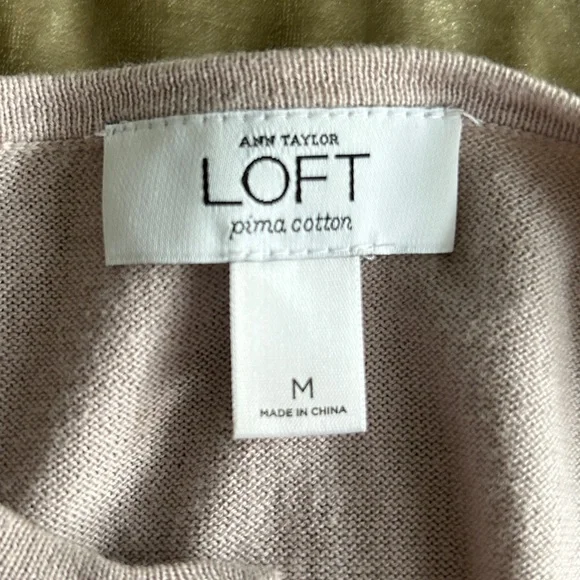 ANN TAYLOR
LOFT
pima cotton
M
MADE IN CHINA